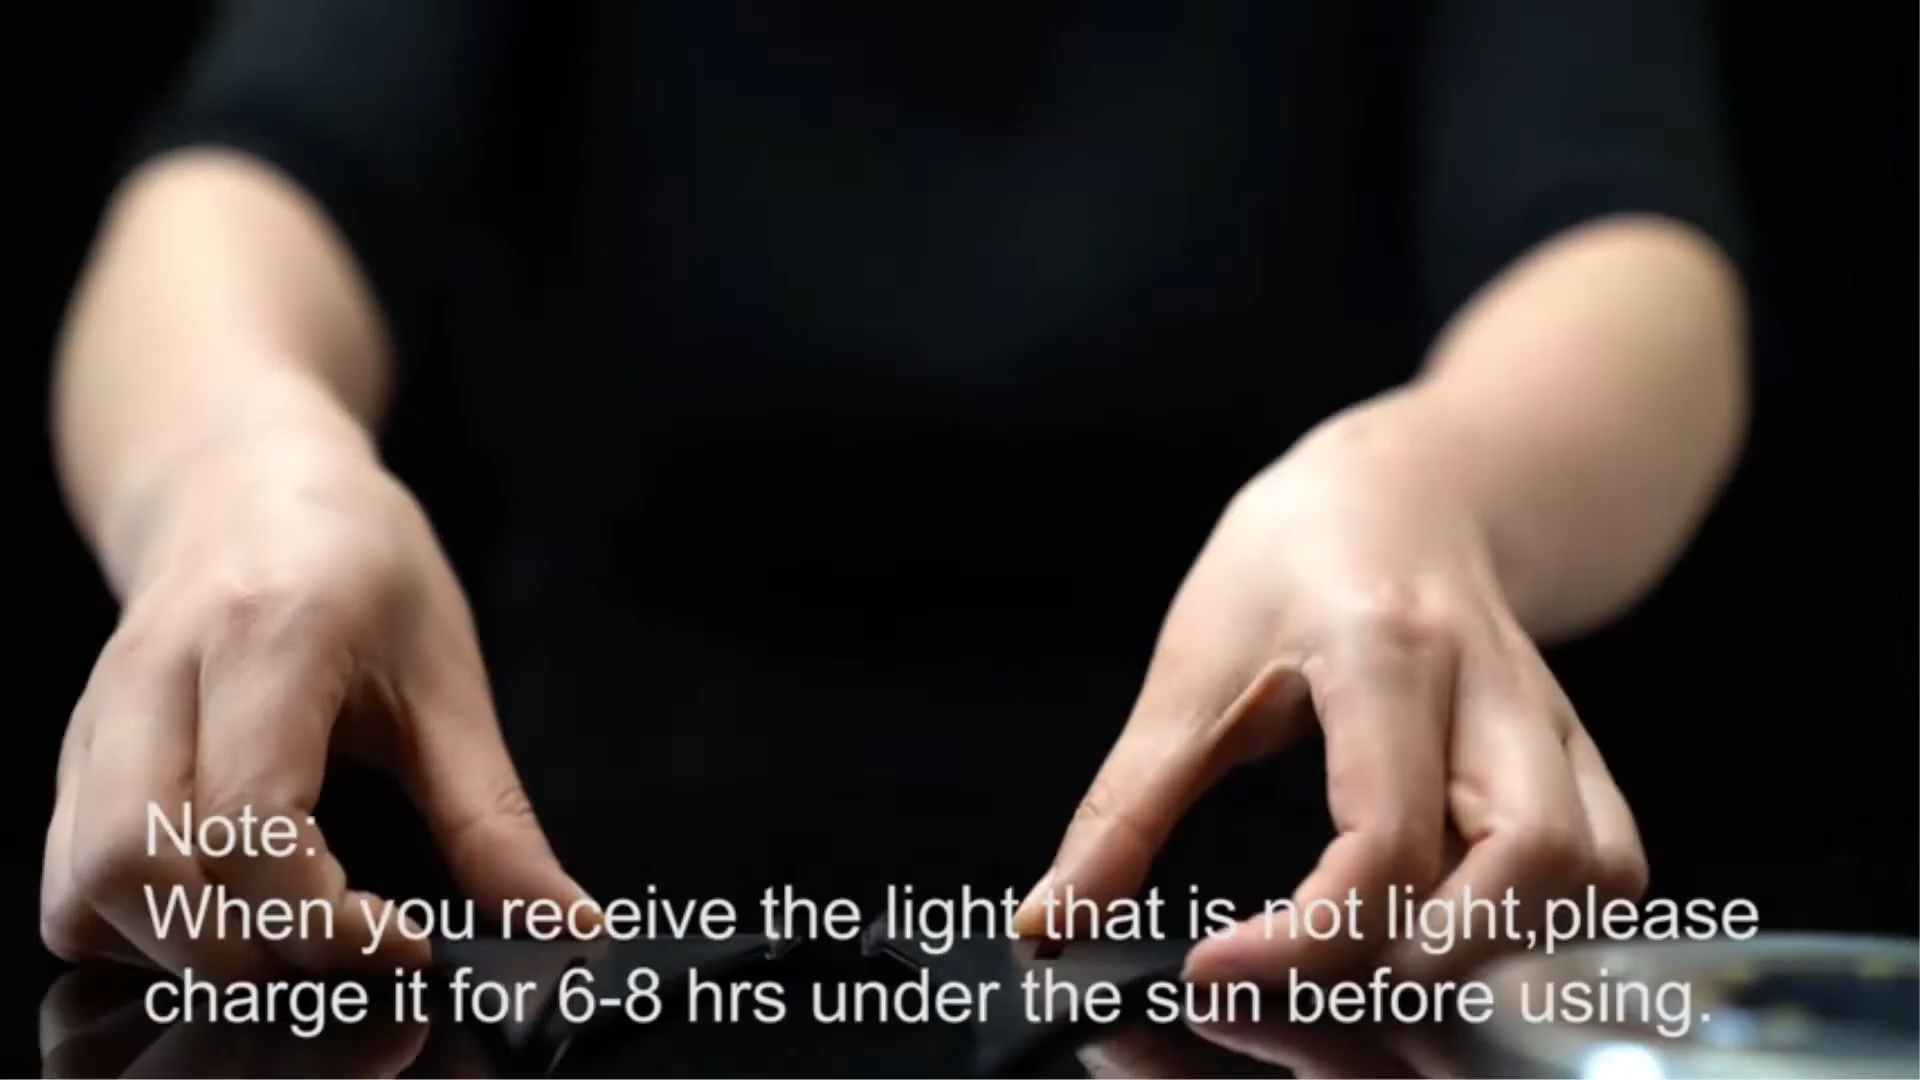 Note:
When you receive the light that is not light,please
charge it for 6-8 hrs under the sun before using.